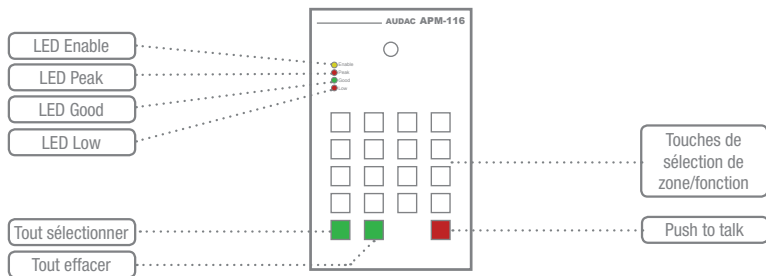 AUDAC APM-116
LED Enable
LED Peak
LED Good
LED Low
Enable
Peak
Good
Low
Touches de
sélection de
zone/fonction
Tout sélectionner
Tout effacer
Push to talk